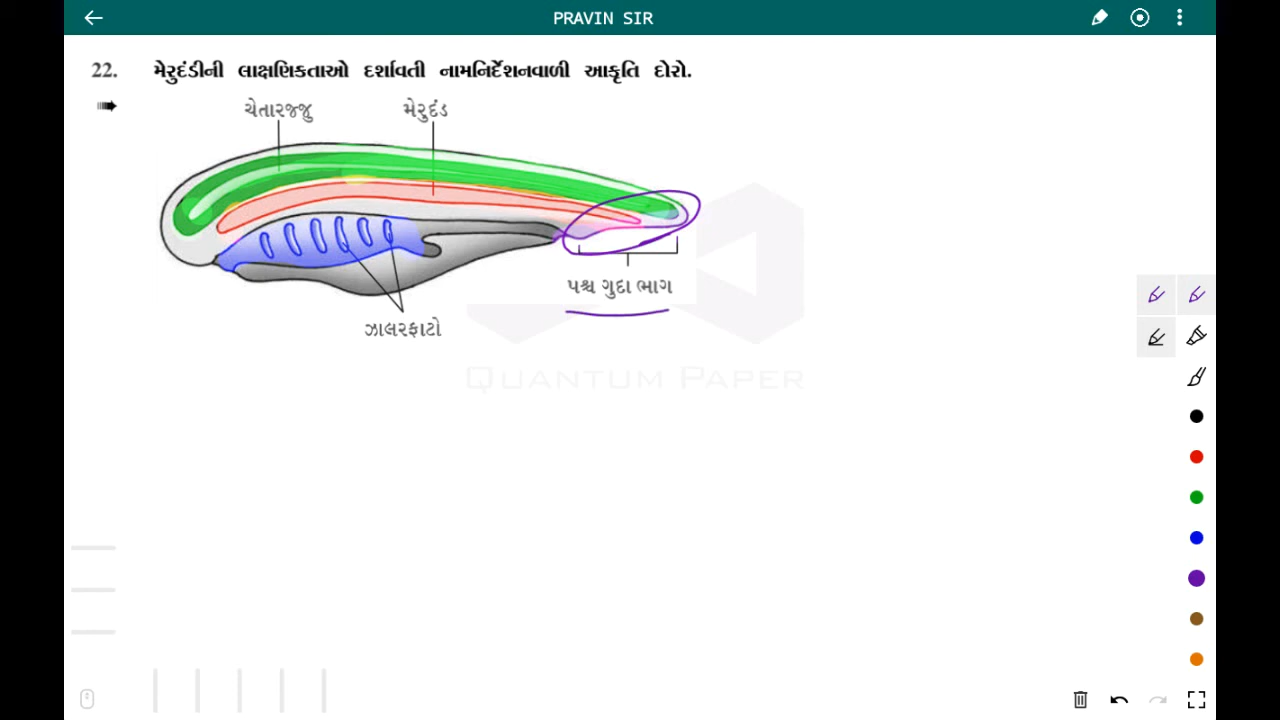 PRAVIN SIR
22. મેરુદંડીની લાક્ષણિકતાઓ દર્શાવતી નામનિર્દેશનવાળી આકૃતિ દોરો.
ચેતારજ્જુ મેરુદંડ
પશ્ચ ગુદા ભાગ
ઝાલરફાટો
QUANTUM PAPER